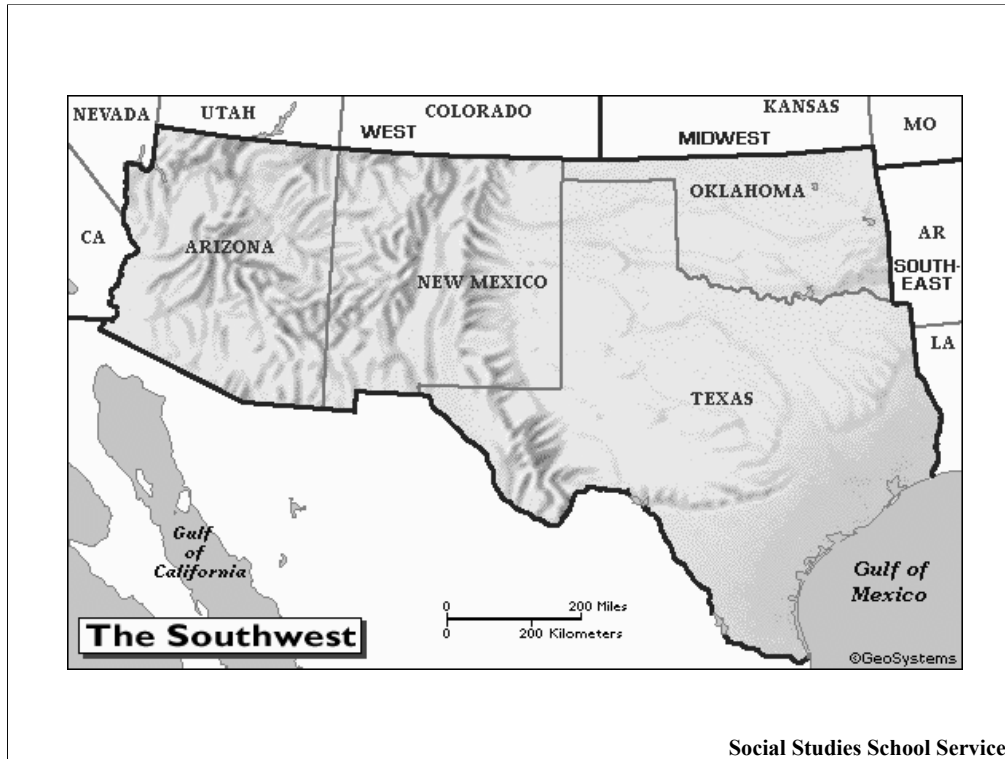 NEVADA
UTAH
COLORADO
KANSAS
MO
WEST
MIDWEST
OKLAHOMA
CA
ARIZONA
NEW MEXICO
AR
SOUTH-
EAST
LA
TEXAS
Gulf
of
California
Gulf of
Mexico
0 200 Miles
0 200 Kilometers
The Southwest
©GeoSystems
Social Studies School Service